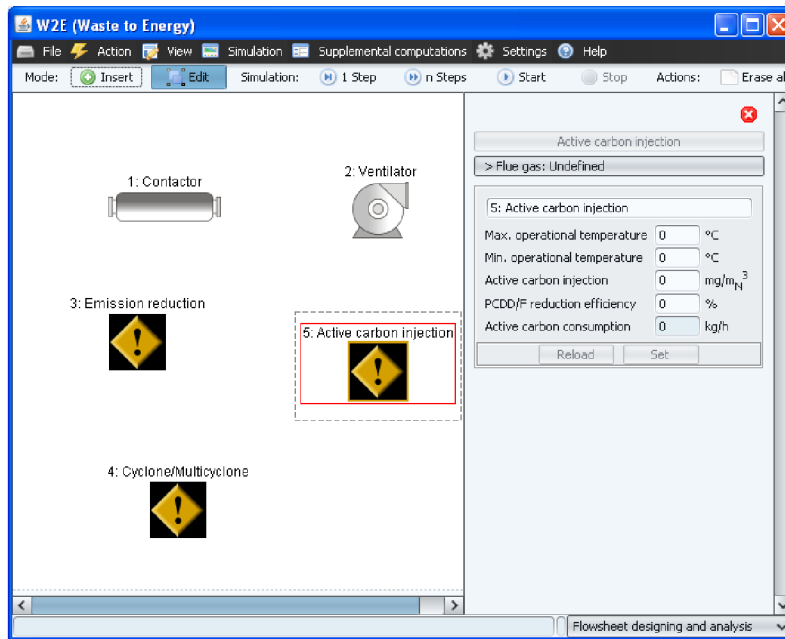 W2E (Waste to Energy)
File Action View Simulation Supplemental computations Settings Help
Mode: Insert Edit Simulation: 1 Step n Steps Start Stop Actions: Erase al
Active carbon injection
> Flue gas: Undefined
1: Contactor
2: Ventilator
5: Active carbon injection
Max. operational temperature 0 °C
Min. operational temperature 0 °C
Active carbon injection 0 mg/m_N^3
PCDD/F reduction efficiency 0 %
Active carbon consumption 0 kg/h
Reload Set
3: Emission reduction
5: Active carbon injection
4: Cyclone/Multicyclone
Flowsheet designing and analysis